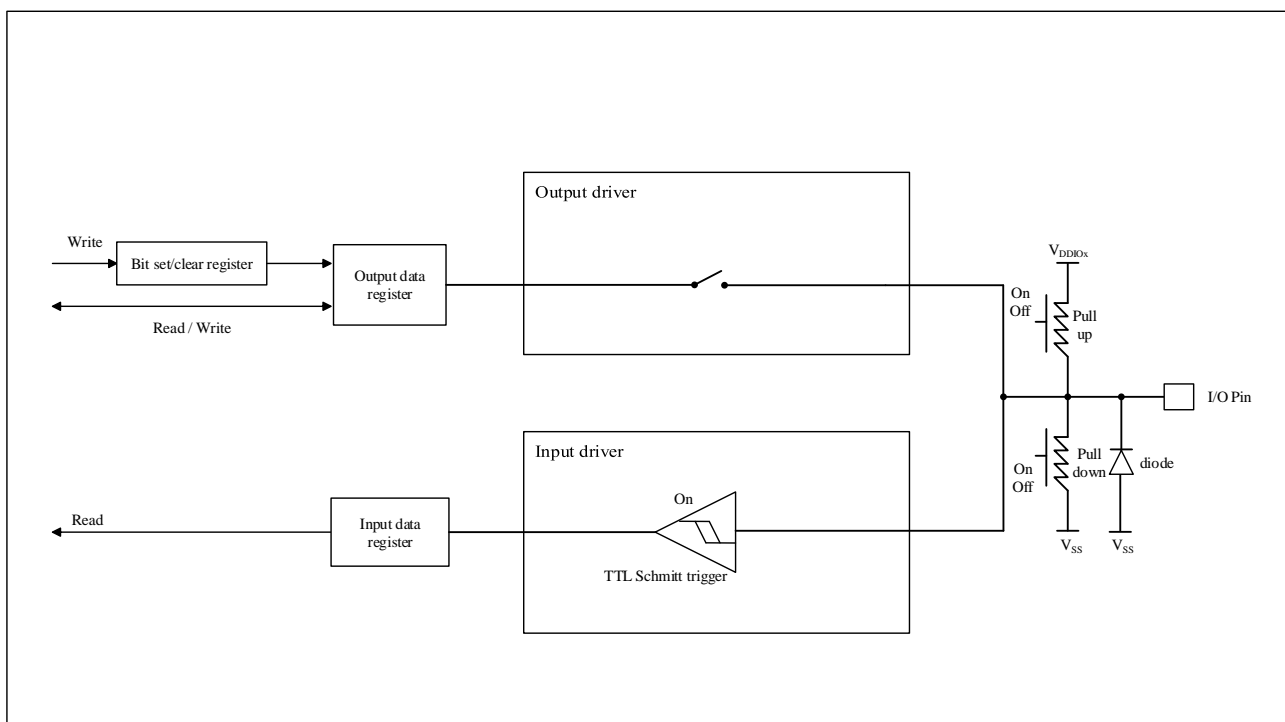 Output driver
Write
Bit set/clear register
Output data
register
Read / Write
V_DDIOx
On
Off
Pull
up
I/O Pin
Input driver
On
Off
Pull
down
diode
On
Read
Input data
register
TTL Schmitt trigger
V_SS
V_SS